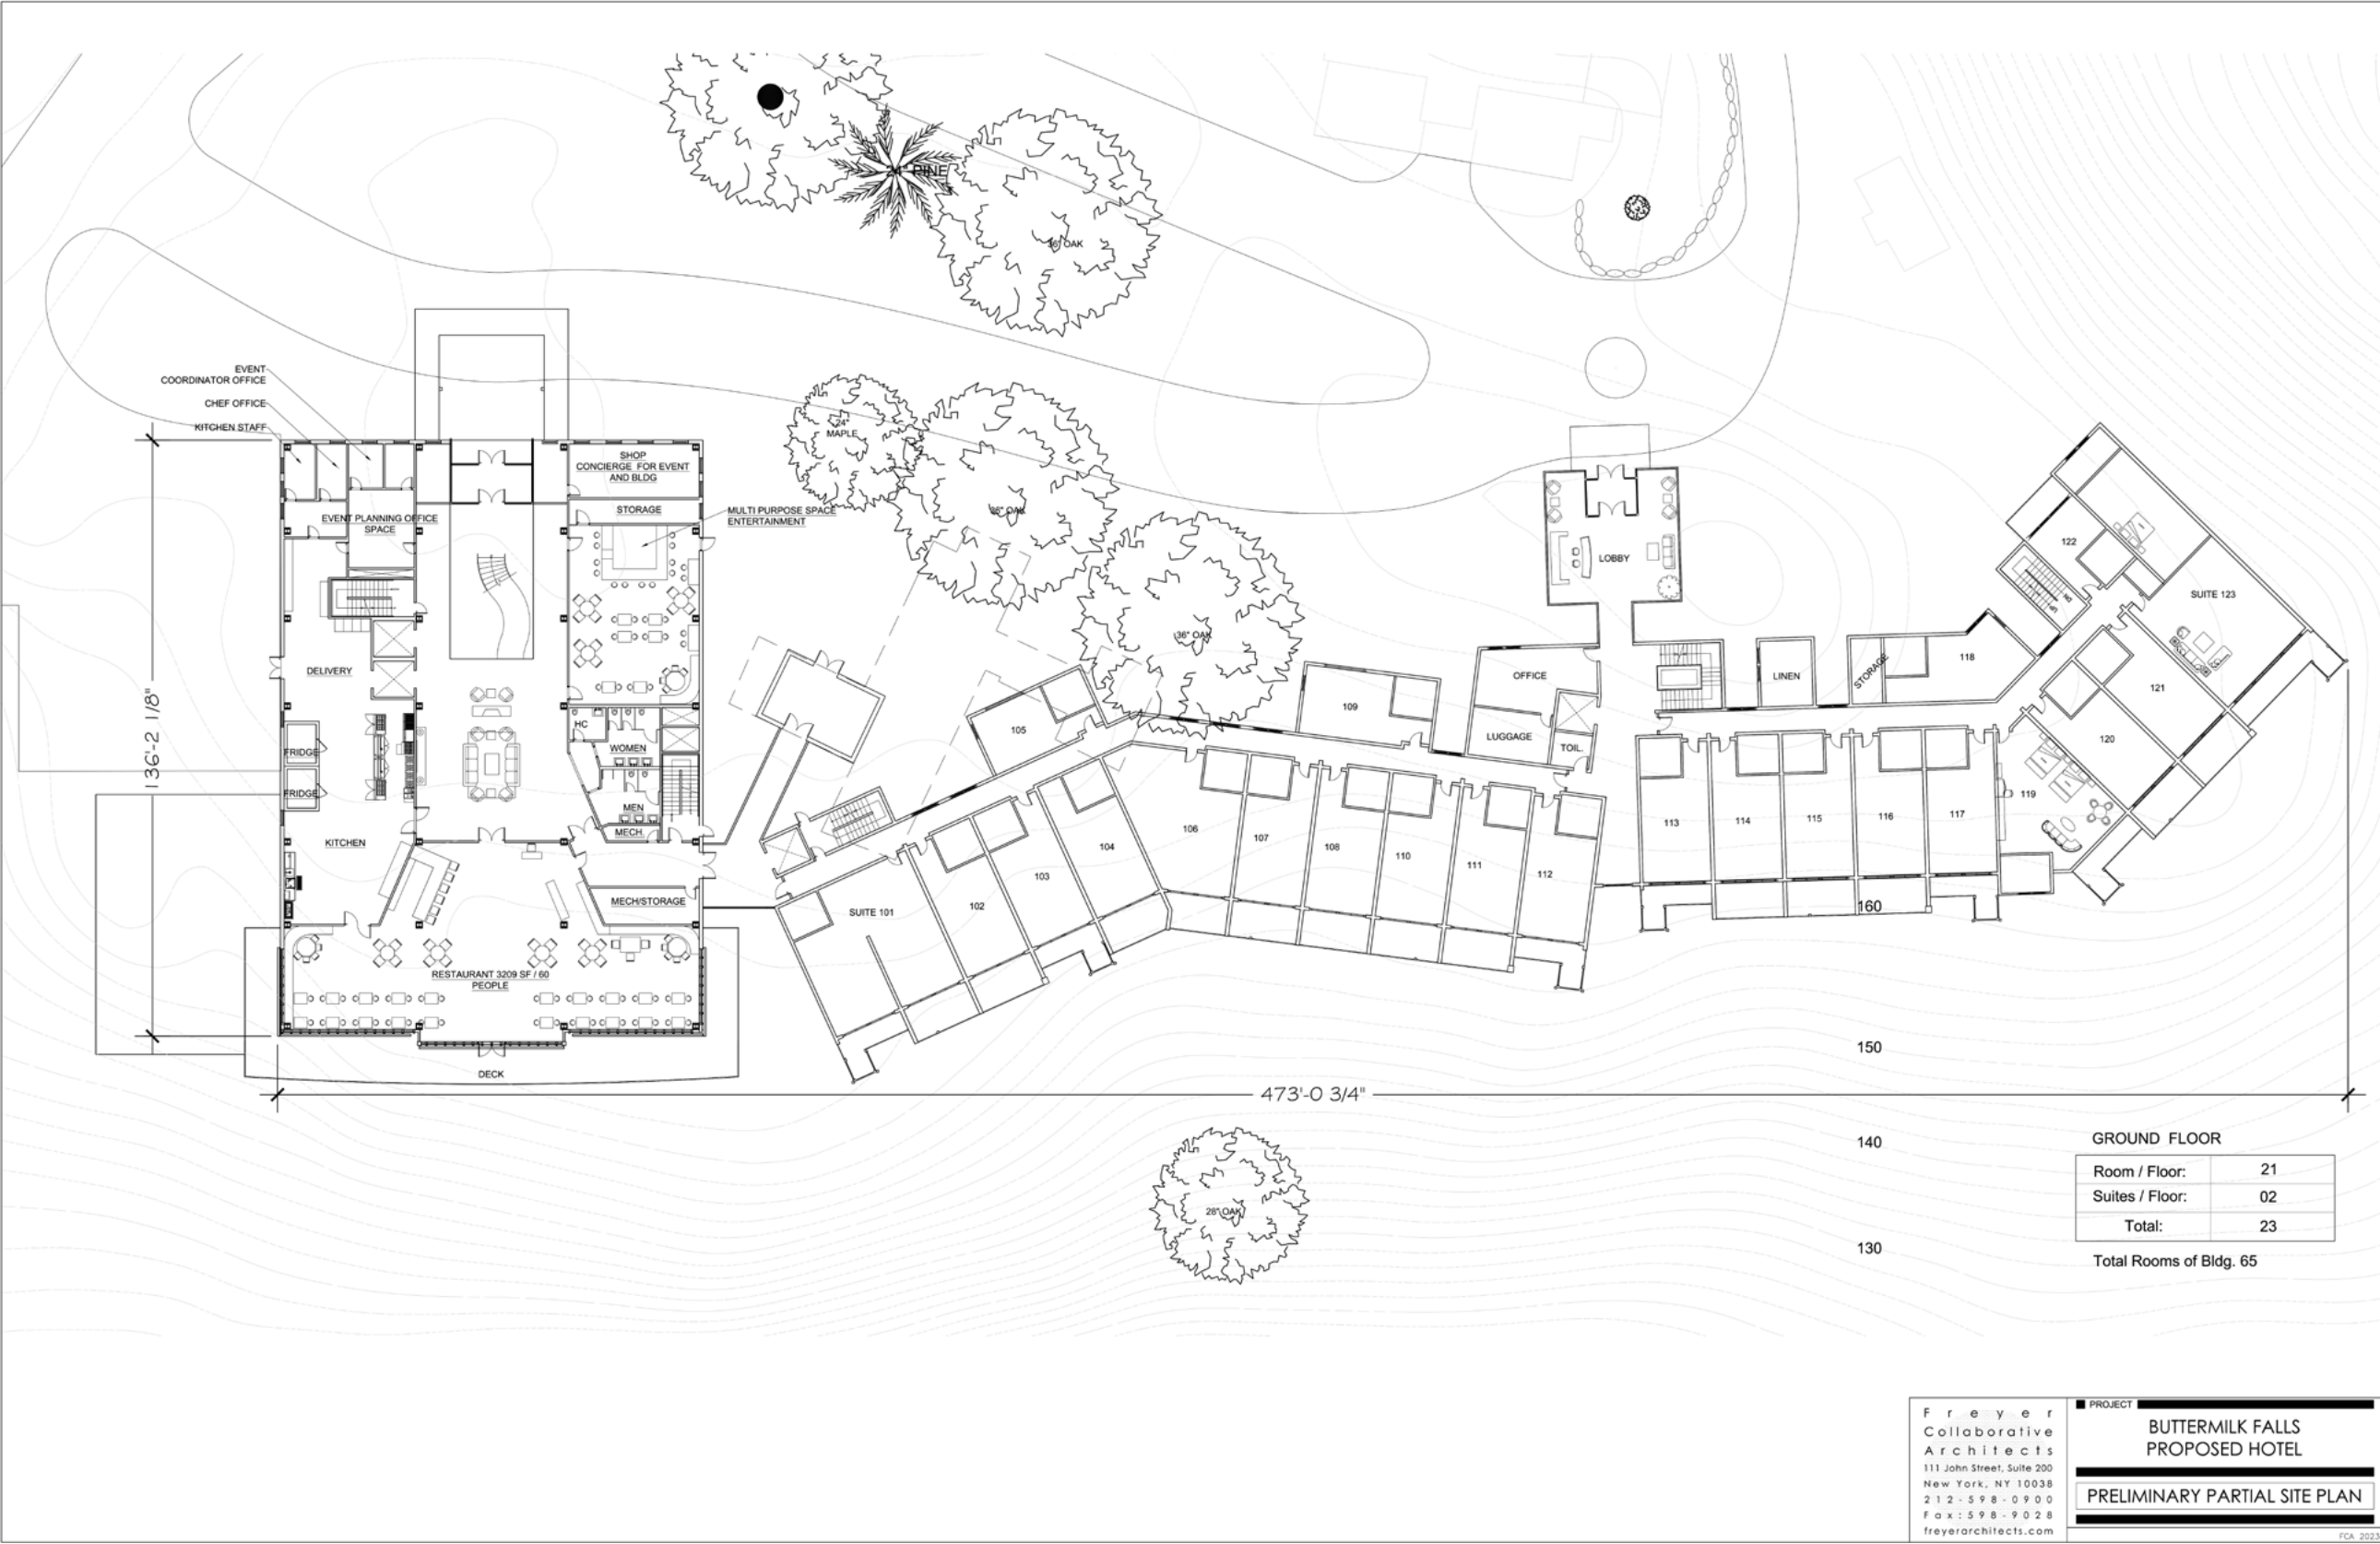 24" PINE
36" OAK
EVENT
COORDINATOR OFFICE
CHEF OFFICE
KITCHEN STAFF
24"
MAPLE
SHOP
CONCIERGE FOR EVENT
AND BLDG
STORAGE
MULTI PURPOSE SPACE
ENTERTAINMENT
OAK
EVENT PLANNING OFFICE
SPACE
122
LOBBY
SUITE 123
UP
DN
36" OAK
118
DELIVERY
OFFICE
LINEN
STORAGE
121
136'-2 1/8"
109
HC
105
LUGGAGE
TOIL.
120
WOMEN
FRIDGE
FRIDGE
119
MEN
MECH
KITCHEN
106
107
108
110
111
112
113
114
115
116
117
104
103
102
SUITE 101
MECH/STORAGE
160
RESTAURANT 3209 SF / 60
PEOPLE
150
DECK
473'-0 3/4"
140
28" OAK
130
GROUND FLOOR
Room / Floor: 21
Suites / Floor: 02
Total: 23
Total Rooms of Bldg. 65
Freyer
Collaborative
Architects
111 John Street, Suite 200
New York, NY 10038
212-598-0900
Fax:598-9028
freyerarchitects.com
PROJECT
BUTTERMILK FALLS
PROPOSED HOTEL
PRELIMINARY PARTIAL SITE PLAN
FCA 2023